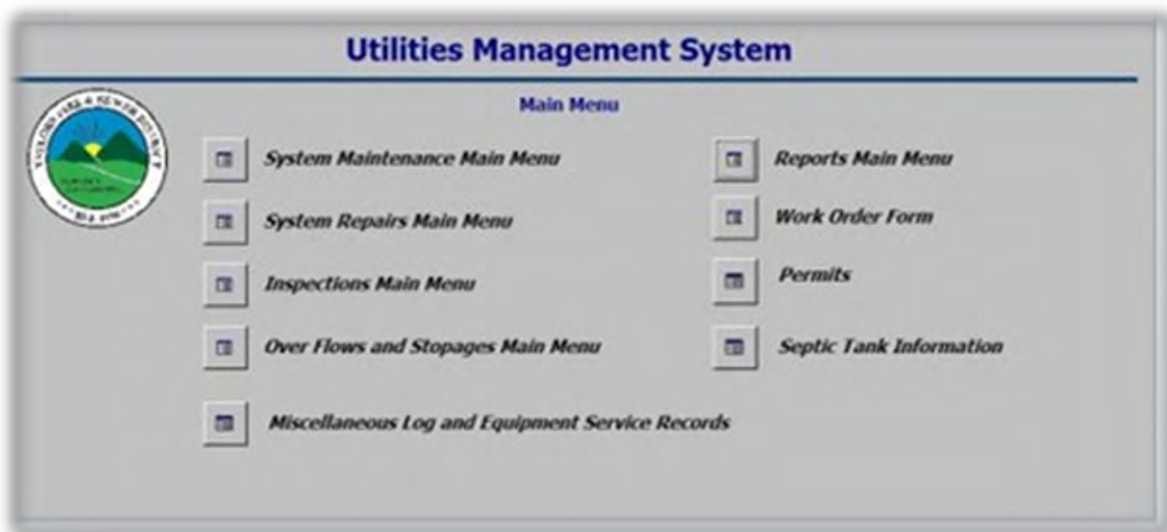 Utilities Management System
Main Menu
System Maintenance Main Menu
System Repairs Main Menu
Inspections Main Menu
Over Flows and Stopages Main Menu
Miscellaneous Log and Equipment Service Records
Reports Main Menu
Work Order Form
Permits
Septic Tank Information